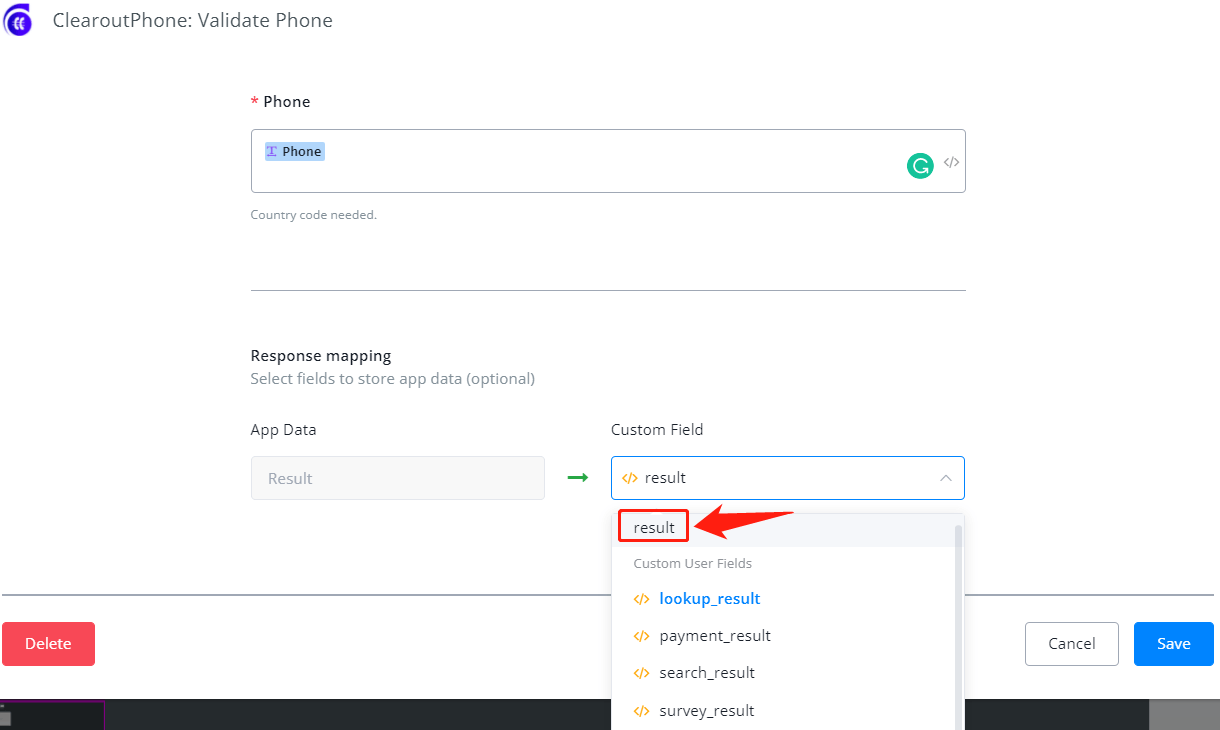 ClearoutPhone: Validate Phone
* Phone
Phone
Country code needed.
Response mapping
Select fields to store app data (optional)
App Data
Custom Field
Result
</> result
result
Custom User Fields
</> lookup_result
</> payment_result
</> search_result
</> survey_result
Delete
Cancel
Save